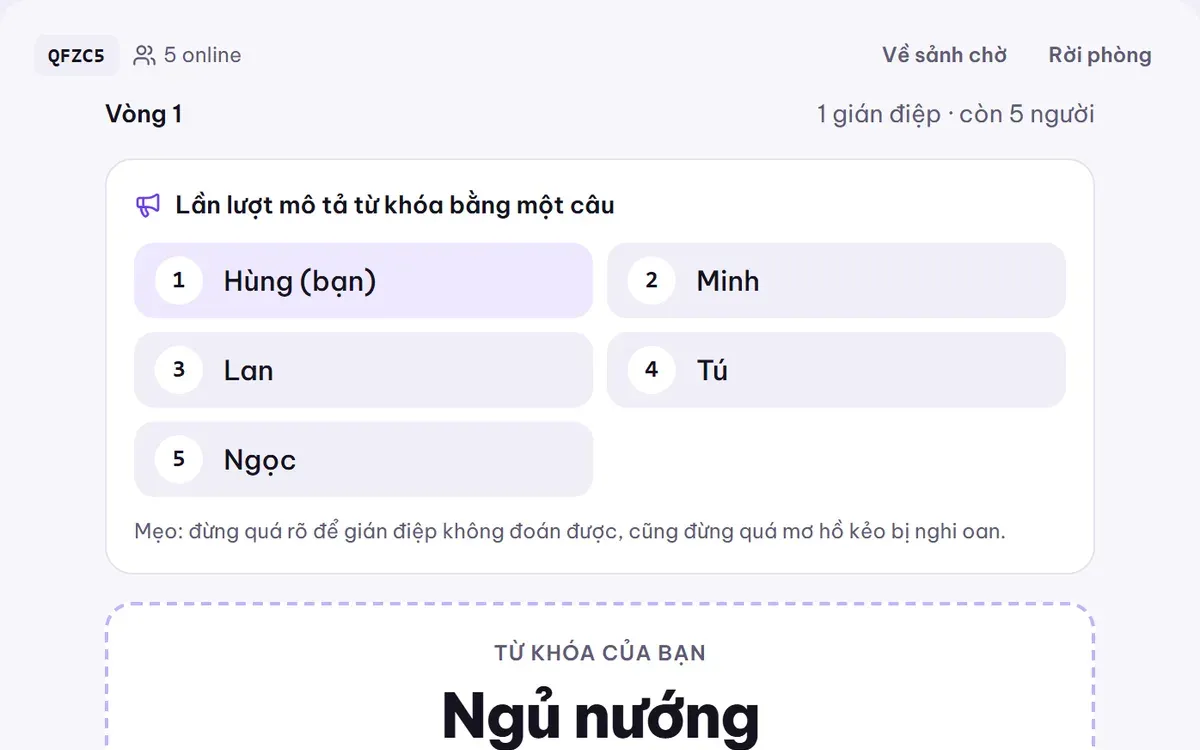 QFZC5 5 online Về sảnh chờ Rời phòng
Vòng 1 1 gián điệp · còn 5 người
Lần lượt mô tả từ khóa bằng một câu
1 Hùng (bạn) 2 Minh
3 Lan 4 Tú
5 Ngọc
Mẹo: đừng quá rõ để gián điệp không đoán được, cũng đừng quá mơ hồ kẻo bị nghi oan.
TỪ KHÓA CỦA BẠN
Ngủ nướng